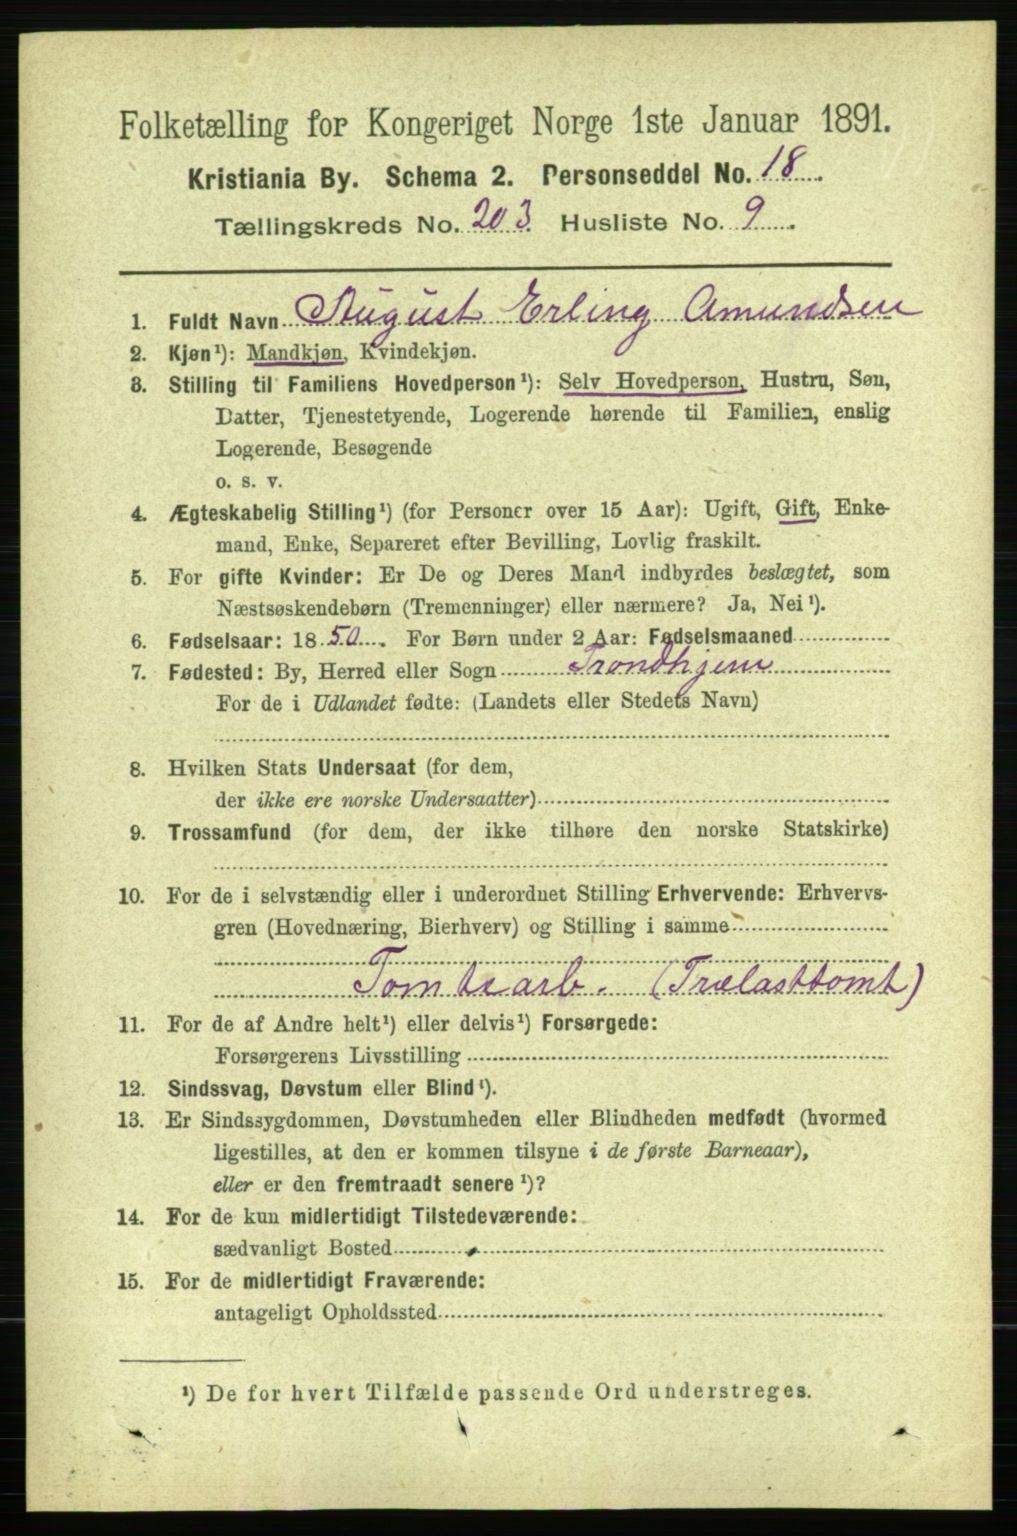 Folketælling for Kongeriget Norge 1ste Januar 1891.
Kristiania By. Schema 2. Personseddel No. 18.
Tællingskreds No. 203. Husliste No. 9.
1. Fuldt Navn August Erling Amundsen
2. Kjøn¹): Mandkjøn, Kvindekjøn.
3. Stilling til Familiens Hovedperson¹): Selv Hovedperson, Hustru, Søn,
Datter, Tjenestetyende, Logerende hørende til Familien, enslig
Logerende, Besøgende
o. s. v.
4. Ægteskabelig Stilling¹) (for Personer over 15 Aar): Ugift, Gift, Enke-
mand, Enke, Separeret efter Bevilling, Lovlig fraskilt.
5. For gifte Kvinder: Er De og Deres Mand indbyrdes beslægtet, som
Næstsøskendebørn (Tremenninger) eller nærmere? Ja, Nei¹).
6. Fødselsaar: 1850. For Børn under 2 Aar: Fødselsmaaned
7. Fødested: By, Herred eller Sogn Trondhjem
For de i Udlandet fødte: (Landets eller Stedets Navn)
8. Hvilken Stats Undersaat (for dem,
der ikke ere norske Undersaatter)
9. Trossamfund (for dem, der ikke tilhøre den norske Statskirke)
10. For de i selvstændig eller i underordnet Stilling Erhvervende: Erhvervs-
gren (Hovednæring, Bierhverv) og Stilling i samme
Tomtearb. (Trælasttomt)
11. For de af Andre helt¹) eller delvis¹) Forsørgede:
Forsørgerens Livsstilling
12. Sindssvag, Døvstum eller Blind¹).
13. Er Sindssygdommen, Døvstumheden eller Blindheden medfødt (hvormed
ligestilles, at den er kommen tilsyne i de første Barneaar),
eller er den fremtraadt senere¹)?
14. For de kun midlertidigt Tilstedeværende:
sædvanligt Bosted
15. For de midlertidigt Fraværende:
antageligt Opholdssted
¹) De for hvert Tilfælde passende Ord understreges.